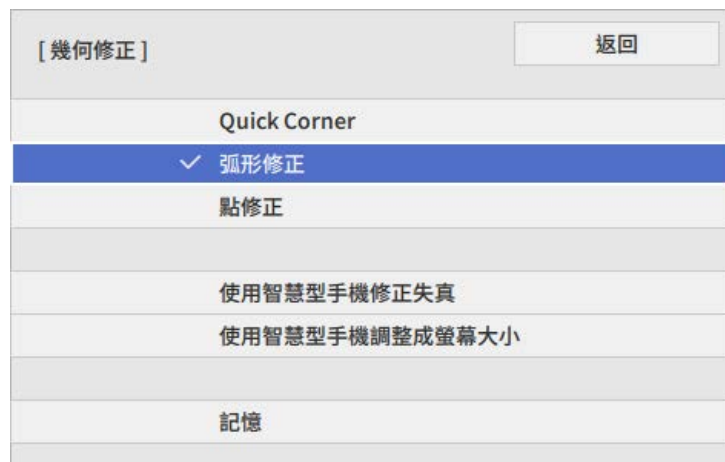 [ 幾何修正 ]
返回
Quick Corner
弧形修正
點修正
使用智慧型手機修正失真
使用智慧型手機調整成螢幕大小
記憶